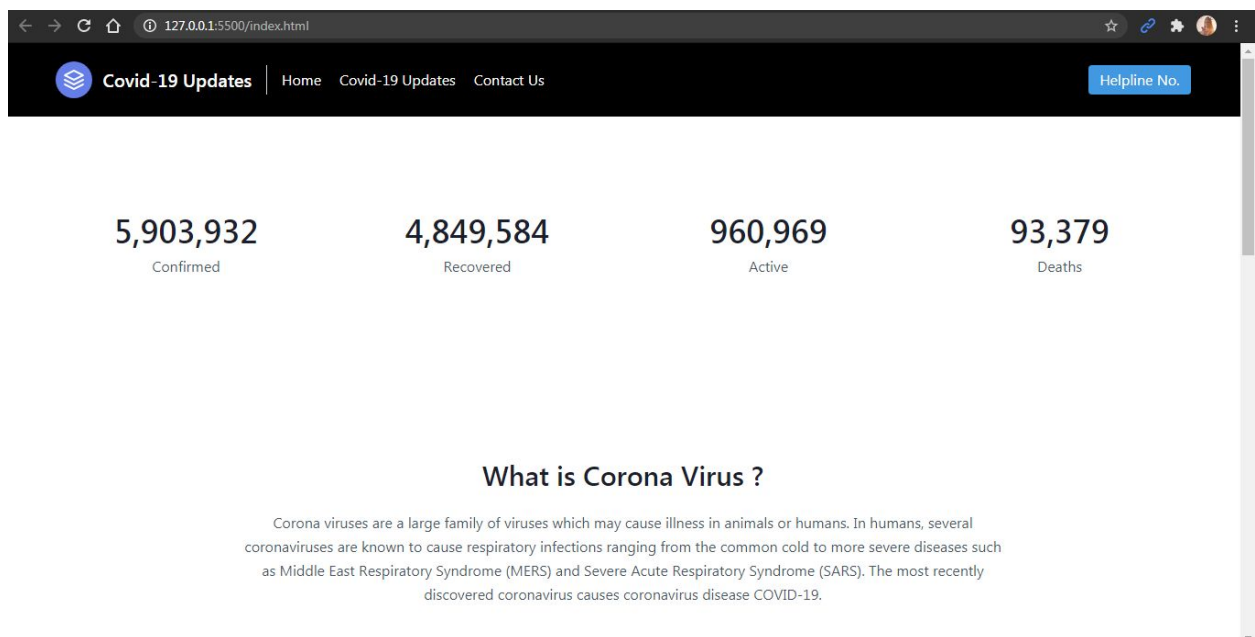 127.0.0.1:5500/index.html
Covid-19 Updates Home Covid-19 Updates Contact Us Helpline No.
5,903,932 4,849,584 960,969 93,379
Confirmed Recovered Active Deaths
What is Corona Virus ?
Corona viruses are a large family of viruses which may cause illness in animals or humans. In humans, several
coronaviruses are known to cause respiratory infections ranging from the common cold to more severe diseases such
as Middle East Respiratory Syndrome (MERS) and Severe Acute Respiratory Syndrome (SARS). The most recently
discovered coronavirus causes coronavirus disease COVID-19.